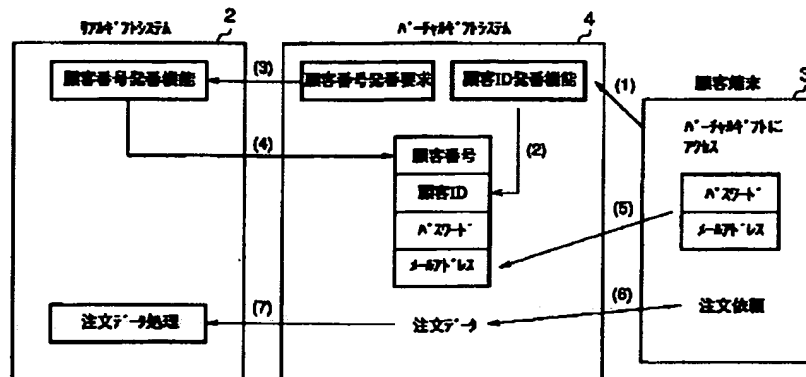 リアルギフトシステム
2
顧客番号発番機能
注文データ処理
バーチャルギフトシステム
4
顧客番号発番要求
顧客ID発番機能
顧客番号
顧客ID
パスワード
メールアドレス
注文データ
顧客端末
3
バーチャルギフトに
アクセス
パスワード
メールアドレス
注文依頼
(1)
(2)
(3)
(4)
(5)
(6)
(7)